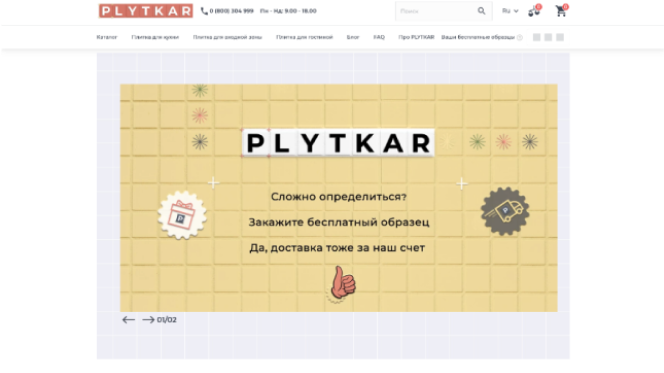 PLYTKAR
0 (800) 304 999 Пн - Нд: 9.00 - 18.00
Поиск
Ru
0
0
Каталог Плитка для кухни Плитка для входной зоны Плитка для гостиной Блог FAQ Про PLYTKAR Ваши бесплатные образцы
PLYTKAR
Сложно определиться?
Закажите бесплатный образец
Да, доставка тоже за наш счет
P
01/02